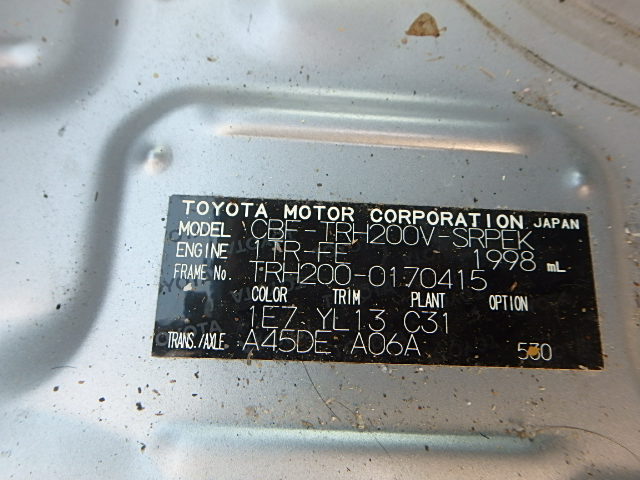 TOYOTA MOTOR CORPORATION JAPAN
MODEL CBF-TRH200V-SRPEK
ENGINE 1TR-FE 1998 mL
FRAME No. TRH200-0170415
COLOR TRIM PLANT OPTION
1E7 YL13 C31
TRANS./AXLE A45DE A06A 530